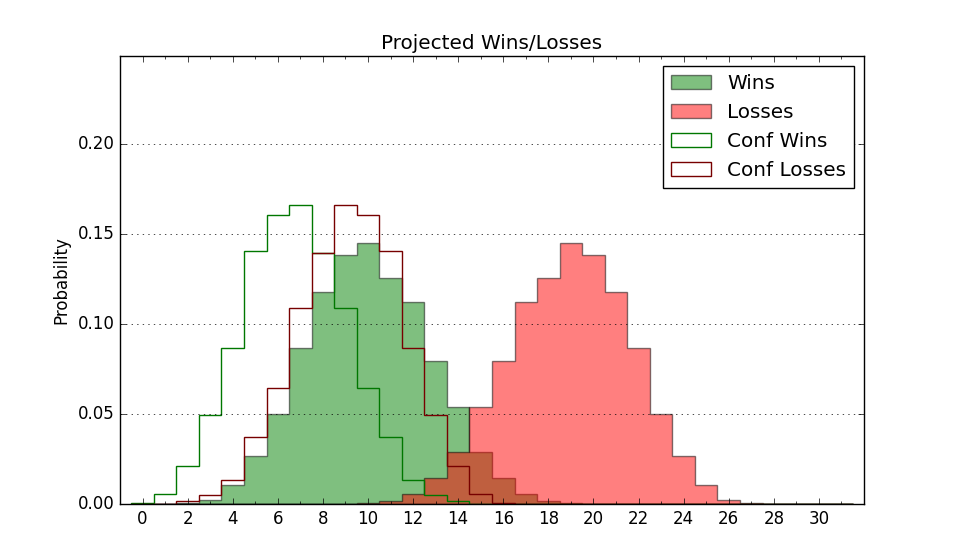 Projected Wins/Losses
Wins
Losses
Conf Wins
Conf Losses
Probability
0.20
0.15
0.10
0.05
0.00
0 2 4 6 8 10 12 14 16 18 20 22 24 26 28 30